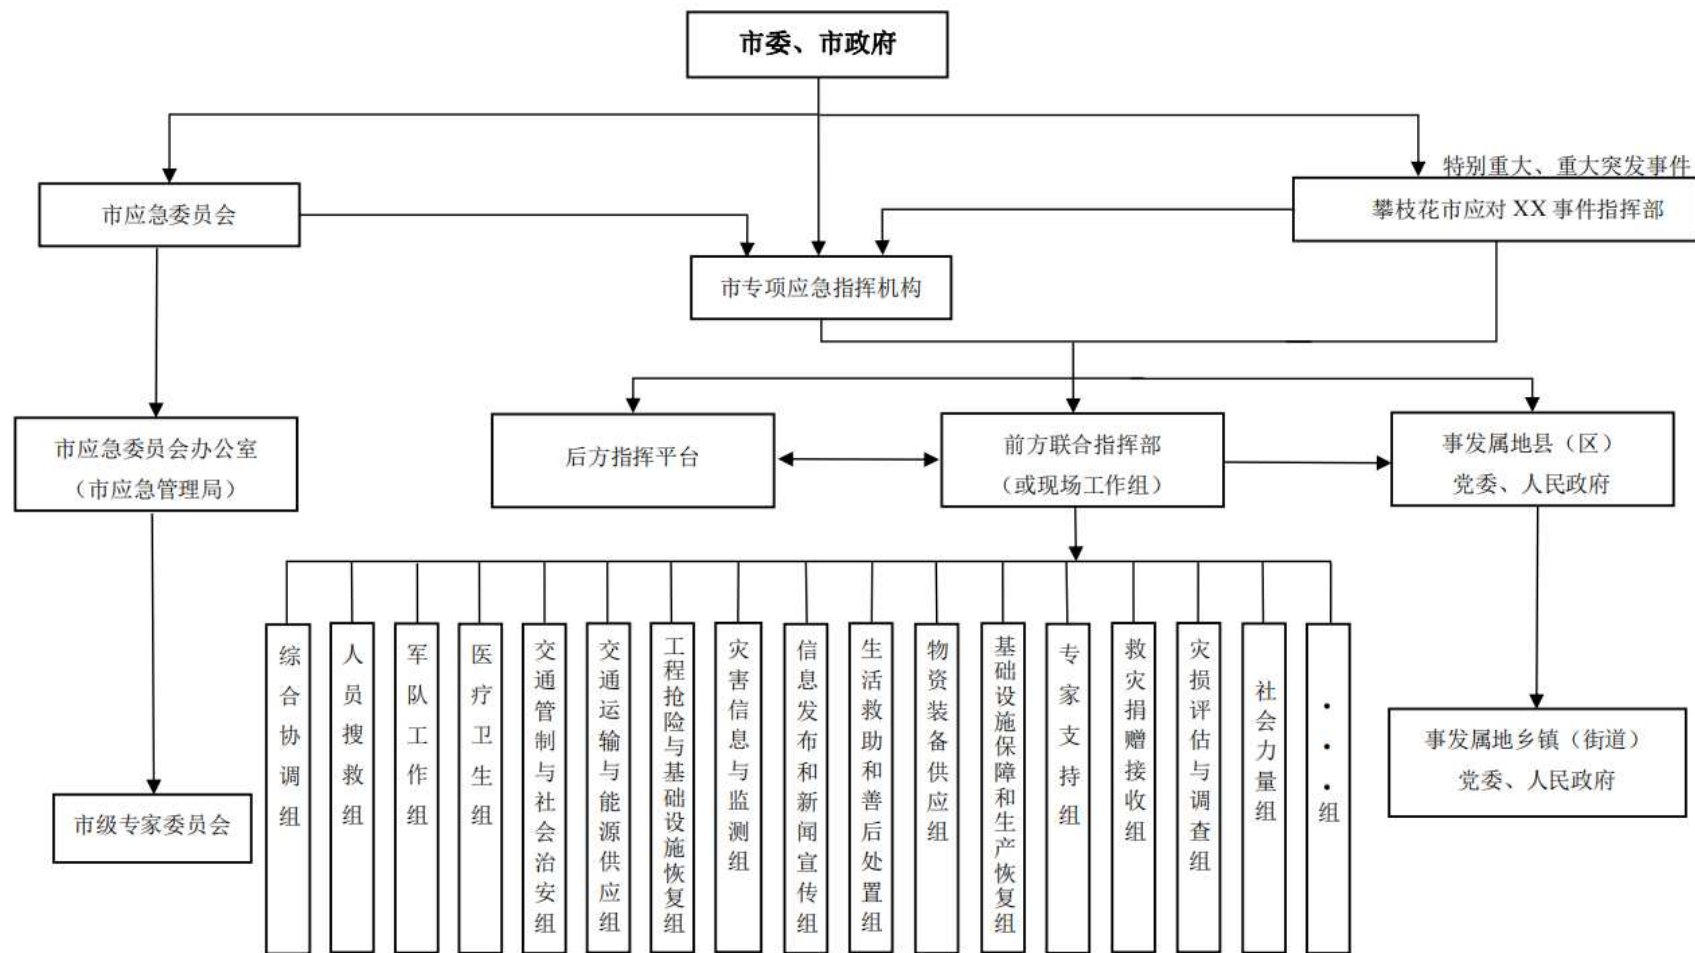 市委、市政府
特别重大、重大突发事件
市应急委员会
攀枝花市应对 XX 事件指挥部
市专项应急指挥机构
市应急委员会办公室
（市应急管理局）
后方指挥平台
前方联合指挥部
（或现场工作组）
事发属地县（区）
党委、人民政府
综合协调组
人员搜救组
军队工作组
医疗卫生组
交通管制与社会治安组
交通运输与能源供应组
工程抢险与基础设施恢复组
灾害信息与监测组
信息发布和新闻宣传组
生活救助和善后处置组
物资装备供应组
基础设施保障和生产恢复组
专家支持组
救灾捐赠接收组
灾损评估与调查组
社会力量组
···组
事发属地乡镇（街道）
党委、人民政府
市级专家委员会